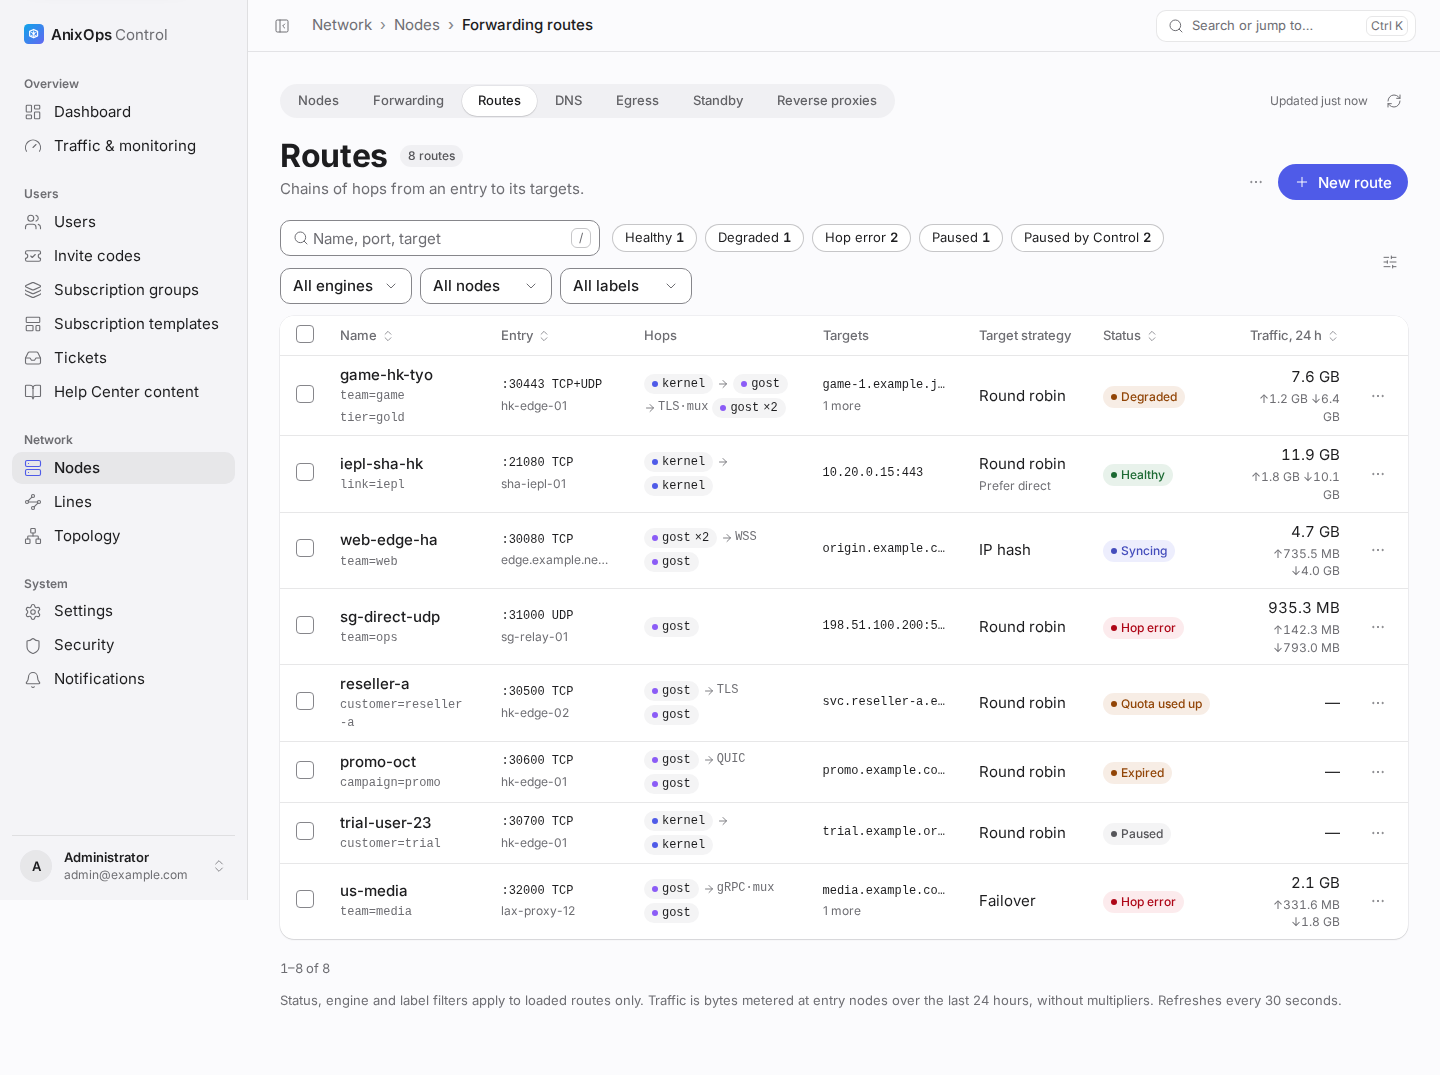 AnixOps Control
Network › Nodes › Forwarding routes
Search or jump to... Ctrl K
Overview
Dashboard
Traffic & monitoring
Users
Users
Invite codes
Subscription groups
Subscription templates
Tickets
Help Center content
Network
Nodes
Lines
Topology
System
Settings
Security
Notifications
A
Administrator
admin@example.com
Nodes Forwarding Routes DNS Egress Standby Reverse proxies
Updated just now
Routes 8 routes
Chains of hops from an entry to its targets.
··· + New route
Name, port, target /
Healthy 1 Degraded 1 Hop error 2 Paused 1 Paused by Control 2
All engines All nodes All labels
Name Entry Hops Targets Target strategy Status Traffic, 24 h
game-hk-tyo
team=game
tier=gold
:30443 TCP+UDP
hk-edge-01
kernel → gost
→ TLS·mux gost ×2
game-1.example.j…
1 more
Round robin
Degraded
7.6 GB
↑1.2 GB ↓6.4
GB
iepl-sha-hk
link=iepl
:21080 TCP
sha-iepl-01
kernel →
kernel
10.20.0.15:443
Round robin
Prefer direct
Healthy
11.9 GB
↑1.8 GB ↓10.1
GB
web-edge-ha
team=web
:30080 TCP
edge.example.ne…
gost ×2 → WSS
gost
origin.example.c…
IP hash
Syncing
4.7 GB
↑735.5 MB
↓4.0 GB
sg-direct-udp
team=ops
:31000 UDP
sg-relay-01
gost
198.51.100.200:5…
Round robin
Hop error
935.3 MB
↑142.3 MB
↓793.0 MB
reseller-a
customer=reseller
-a
:30500 TCP
hk-edge-02
gost → TLS
gost
svc.reseller-a.e…
Round robin
Quota used up
—
promo-oct
campaign=promo
:30600 TCP
hk-edge-01
gost → QUIC
gost
promo.example.co…
Round robin
Expired
—
trial-user-23
customer=trial
:30700 TCP
hk-edge-01
kernel →
kernel
trial.example.or…
Round robin
Paused
—
us-media
team=media
:32000 TCP
lax-proxy-12
gost → gRPC·mux
gost
media.example.co…
1 more
Failover
Hop error
2.1 GB
↑331.6 MB
↓1.8 GB
1–8 of 8
Status, engine and label filters apply to loaded routes only. Traffic is bytes metered at entry nodes over the last 24 hours, without multipliers. Refreshes every 30 seconds.